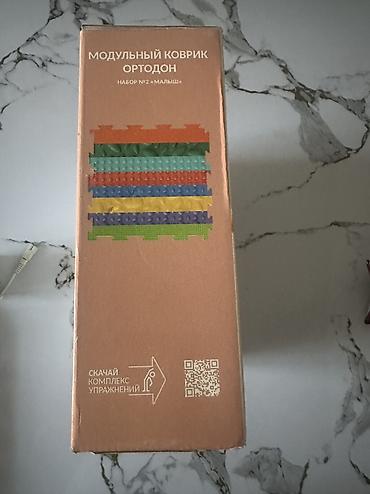 МОДУЛЬНЫЙ КОВРИК
ОРТОДОН
НАБОР №2 «МАЛЫШ»
СКАЧАЙ
КОМПЛЕКС
УПРАЖНЕНИЙ